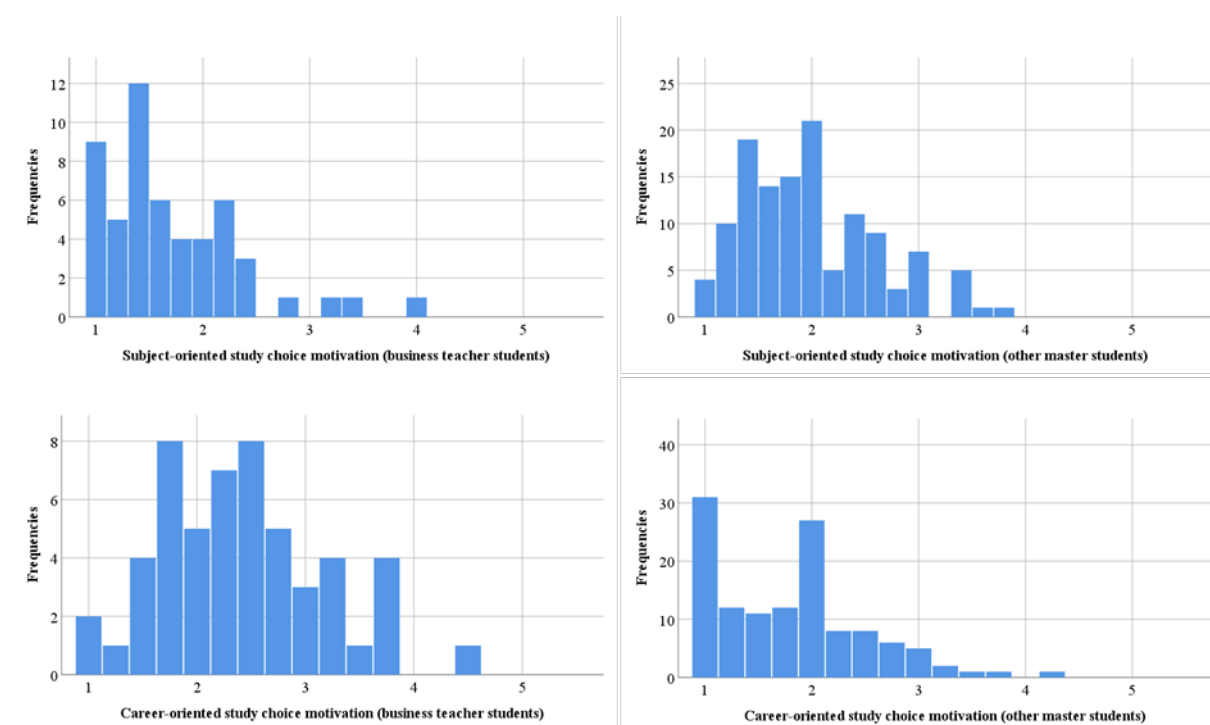 Frequencies
12
10
8
6
4
2
0
1 2 3 4 5
Subject-oriented study choice motivation (business teacher students)
Frequencies
25
20
15
10
5
0
1 2 3 4 5
Subject-oriented study choice motivation (other master students)
Frequencies
8
6
4
2
0
1 2 3 4 5
Career-oriented study choice motivation (business teacher students)
Frequencies
40
30
20
10
0
1 2 3 4 5
Career-oriented study choice motivation (other master students)